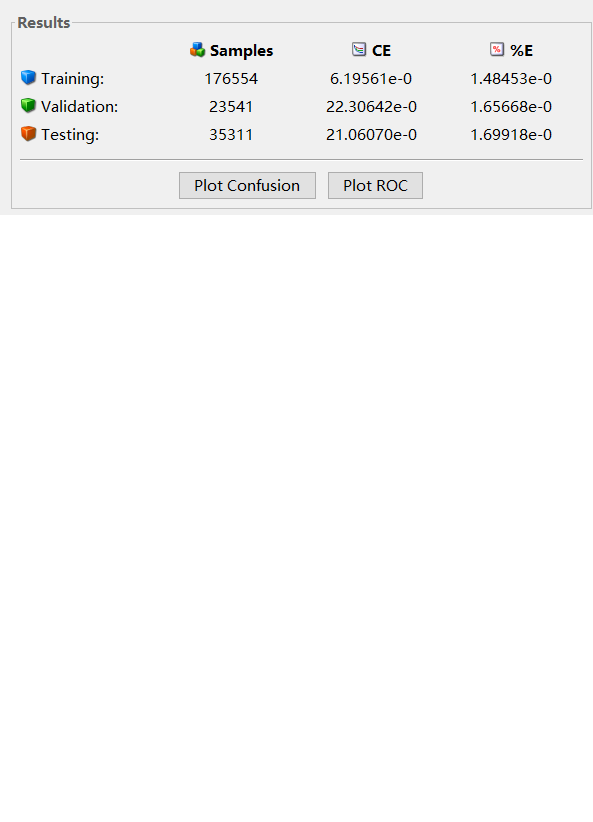 Results
Samples CE %E
Training: 176554 6.19561e-0 1.48453e-0
Validation: 23541 22.30642e-0 1.65668e-0
Testing: 35311 21.06070e-0 1.69918e-0
Plot Confusion Plot ROC